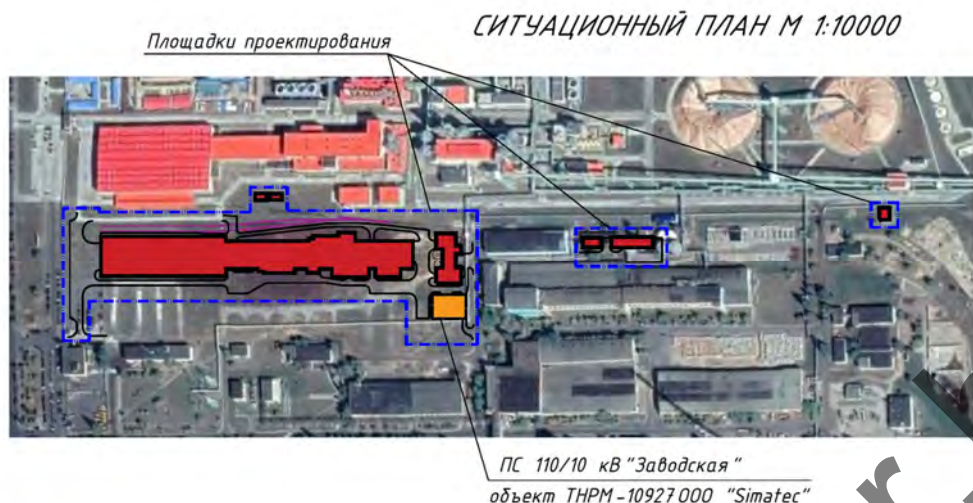 СИТУАЦИОННЫЙ ПЛАН М 1:10000
Площадки проектирования
ПС 110/10 кВ "Заводская"
объект ТНРМ-10927000 "Simatec"